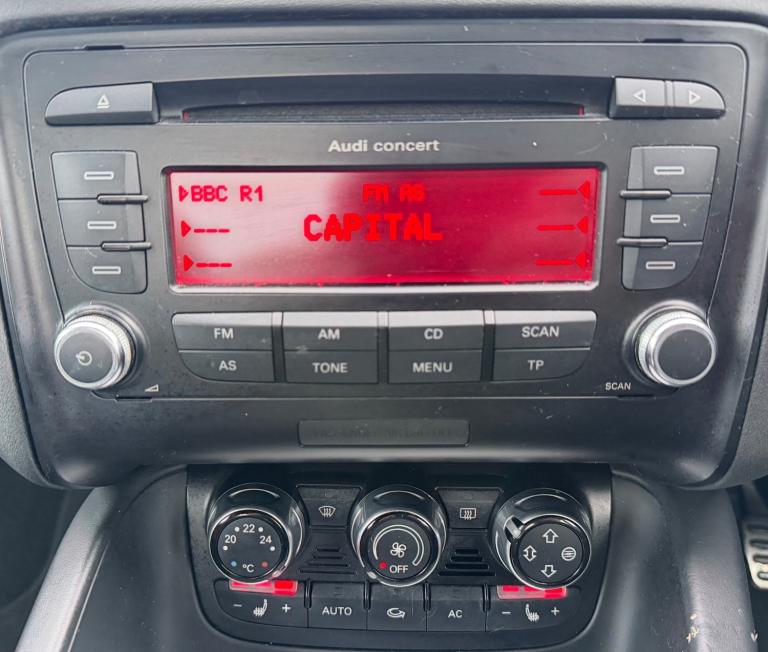 Audi concert
BBC R1 FM AS
--- CAPITAL ---
--- ---
FM AM CD SCAN
AS TONE MENU TP
SCAN
22
20 24
°C
OFF
- + AUTO AC - +